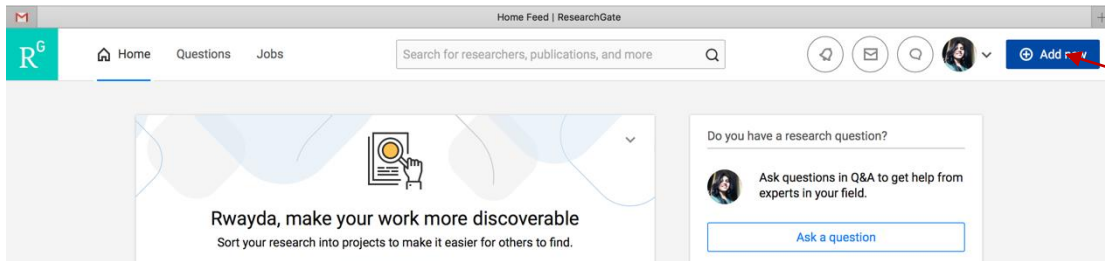 Home Feed | ResearchGate
RG
Home Questions Jobs Search for researchers, publications, and more Add new
Do you have a research question?
Ask questions in Q&A to get help from
experts in your field.
Ask a question
Rwayda, make your work more discoverable
Sort your research into projects to make it easier for others to find.